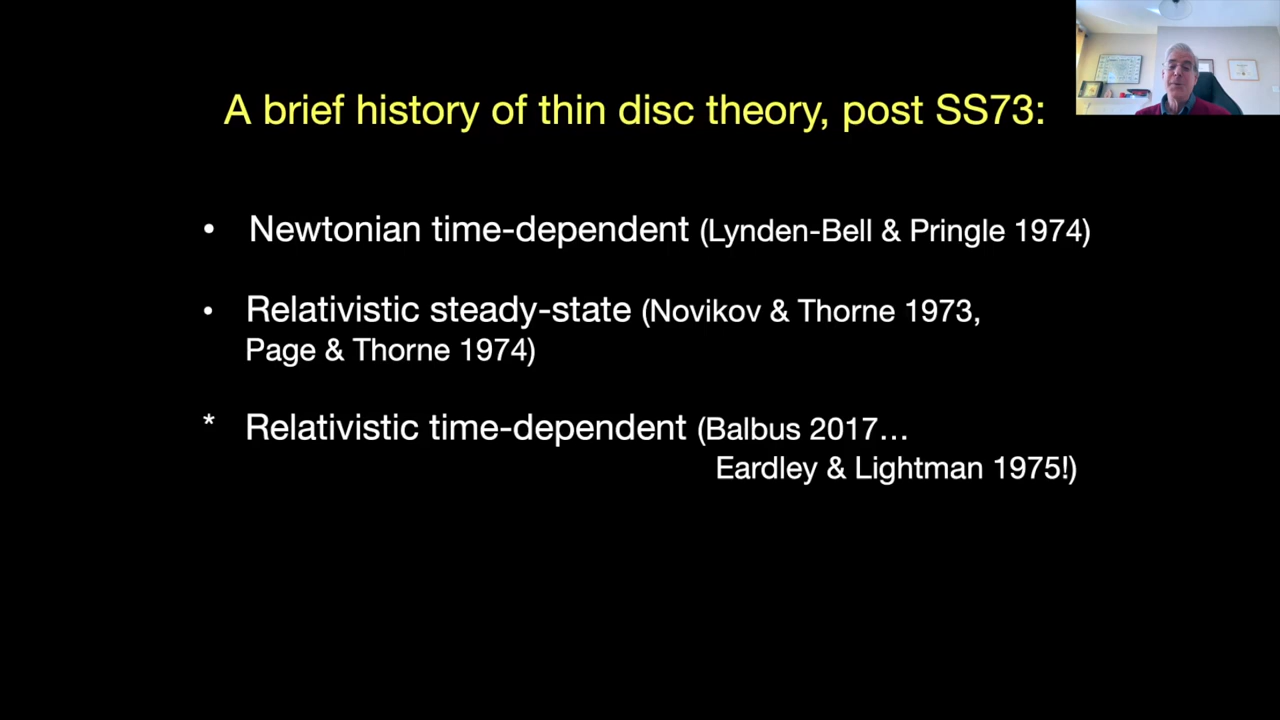 A brief history of thin disc theory, post SS73:
• Newtonian time-dependent (Lynden-Bell & Pringle 1974)
• Relativistic steady-state (Novikov & Thorne 1973,
Page & Thorne 1974)
* Relativistic time-dependent (Balbus 2017…
Eardley & Lightman 1975!)